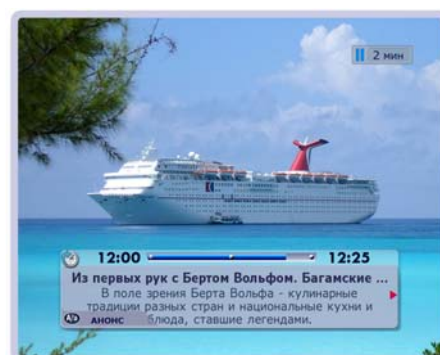 2 мин
12:00 12:25
Из первых рук с Бертом Вольфом. Багамские ...
В поле зрения Берта Вольфа - кулинарные
традиции разных стран и национальные кухни и
АНОНС блюда, ставшие легендами.